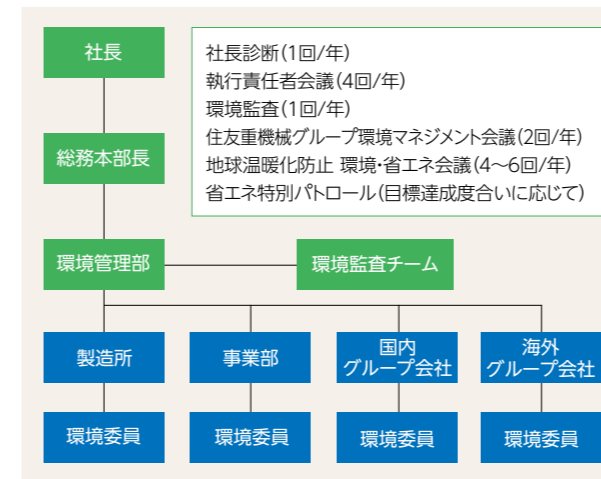 社長
社長診断(1回/年)
執行責任者会議(4回/年)
環境監査(1回/年)
住友重機械グループ環境マネジメント会議(2回/年)
地球温暖化防止 環境・省エネ会議(4～6回/年)
省エネ特別パトロール(目標達成度合いに応じて)
総務本部長
環境管理部
環境監査チーム
製造所
事業部
国内
グループ会社
海外
グループ会社
環境委員
環境委員
環境委員
環境委員